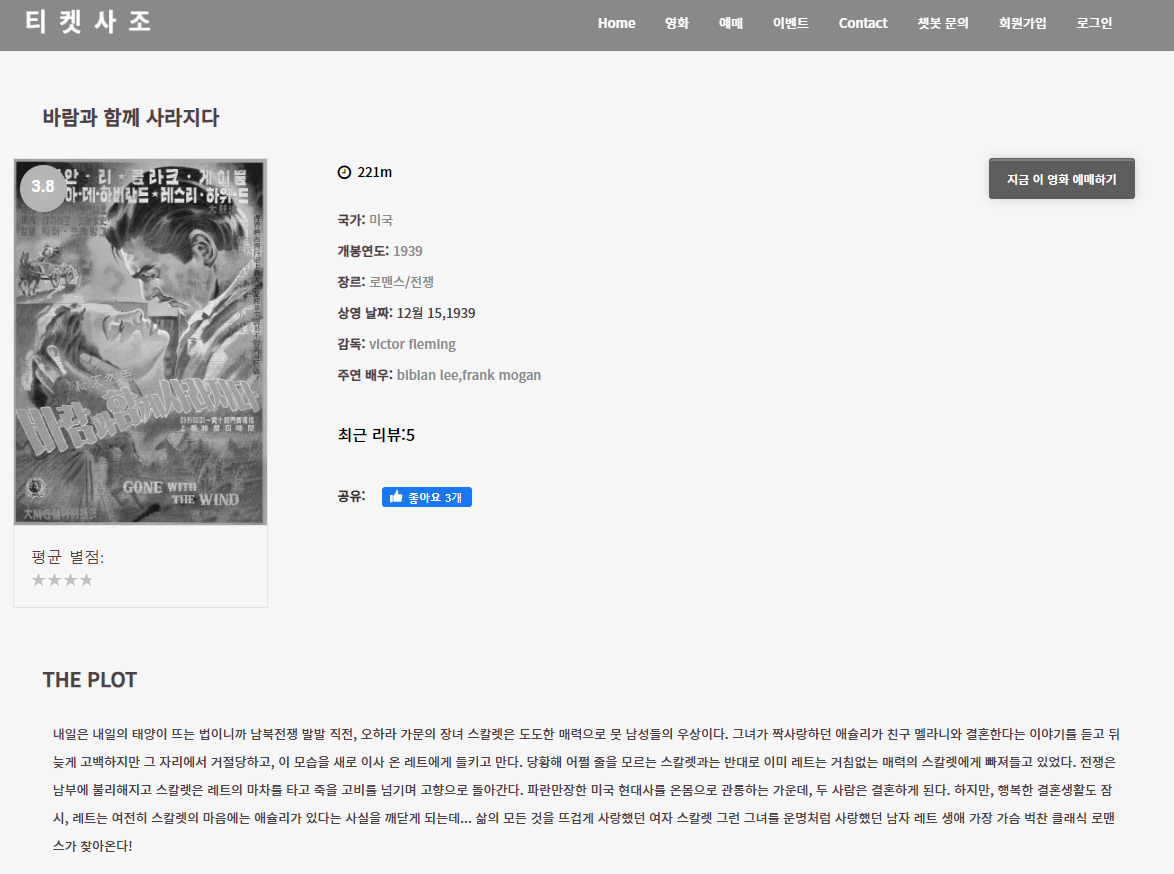 티 켓 사 조
Home 영화 예매 이벤트 Contact 챗봇 문의 회원가입 로그인
바람과 함께 사라지다
3.8
안·리★클라크·게이블
아·데·하비란드★레스리·하워드
바람과 함께 사라지다
GONE WITH
THE WIND
221m
지금 이 영화 예매하기
국가: 미국
개봉연도: 1939
장르: 로맨스/전쟁
상영 날짜: 12월 15,1939
감독: victor fleming
주연 배우: bibian lee,frank mogan
최근 리뷰:5
공유: 좋아요 3개
평균 별점:
THE PLOT
내일은 내일의 태양이 뜨는 법이니까 남북전쟁 발발 직전, 오하라 가문의 장녀 스칼렛은 도도한 매력으로 뭇 남성들의 우상이다. 그녀가 짝사랑하던 애슐리가 친구 멜라니와 결혼한다는 이야기를 듣고 뒤
늦게 고백하지만 그 자리에서 거절당하고, 이 모습을 새로 이사 온 레트에게 들키고 만다. 당황해 어쩔 줄을 모르는 스칼렛과는 반대로 이미 레트는 거침없는 매력의 스칼렛에게 빠져들고 있었다. 전쟁은
남부에 불리해지고 스칼렛은 레트의 마차를 타고 죽을 고비를 넘기며 고향으로 돌아간다. 파란만장한 미국 현대사를 온몸으로 관통하는 가운데, 두 사람은 결혼하게 된다. 하지만, 행복한 결혼생활도 잠
시, 레트는 여전히 스칼렛의 마음에는 애슐리가 있다는 사실을 깨닫게 되는데... 삶의 모든 것을 뜨겁게 사랑했던 여자 스칼렛 그런 그녀를 운명처럼 사랑했던 남자 레트 생애 가장 가슴 벅찬 클래식 로맨
스가 찾아온다!